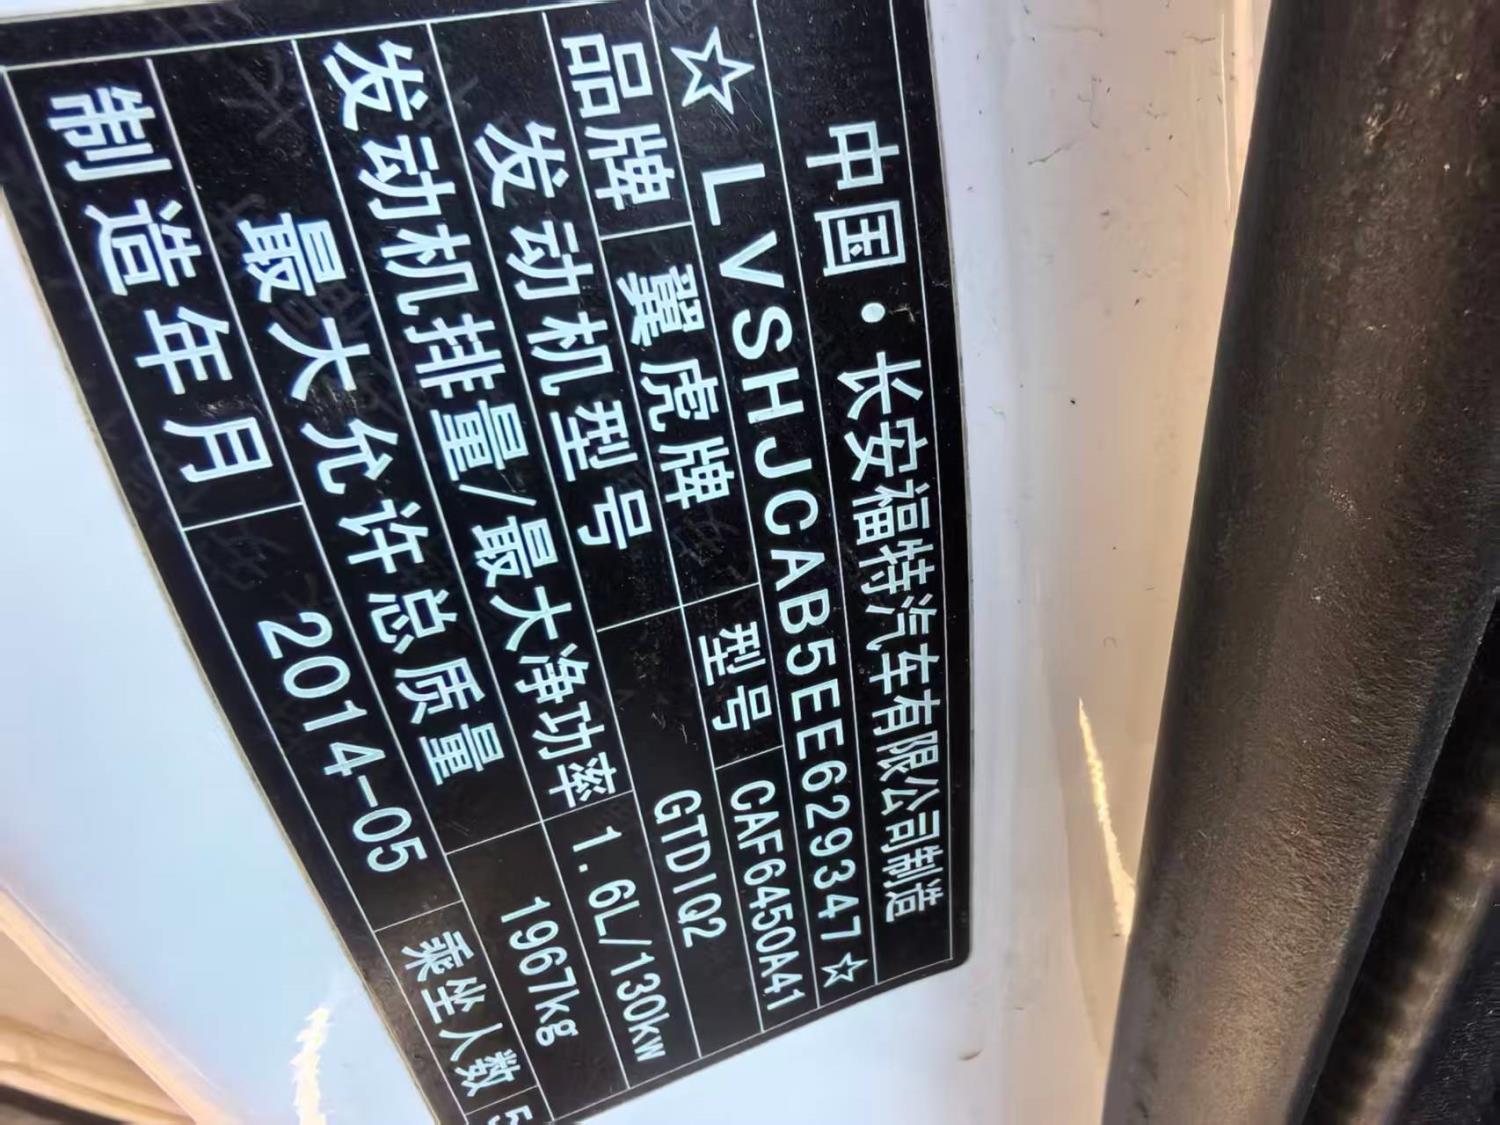 中国·长安福特汽车有限公司制造
☆LVSHJCAB5EE629347☆
品牌 翼虎牌 型号 CAF6450A41
发动机型号 GTDIQ2
发动机排量/最大净功率 1.6L/130kW
最大允许总质量 1967kg
制造年月 2014-05 乘坐人数 5